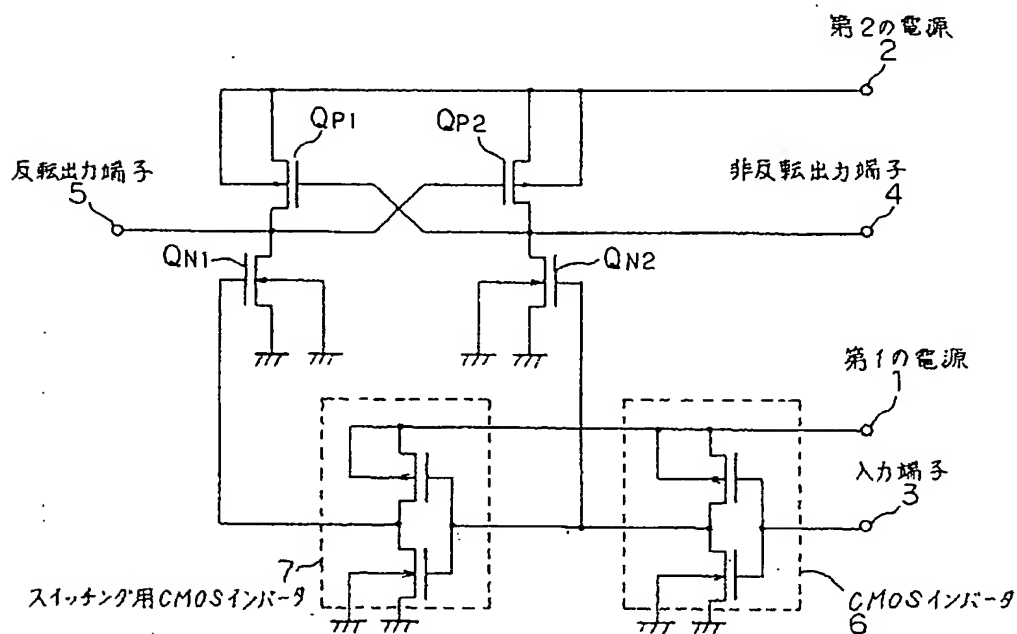 第2の電源
2
QP1
QP2
反転出力端子
5
非反転出力端子
4
QN1
QN2
第1の電源
1
入力端子
3
7
スイッチング用CMOSインバータ
CMOSインバータ
6